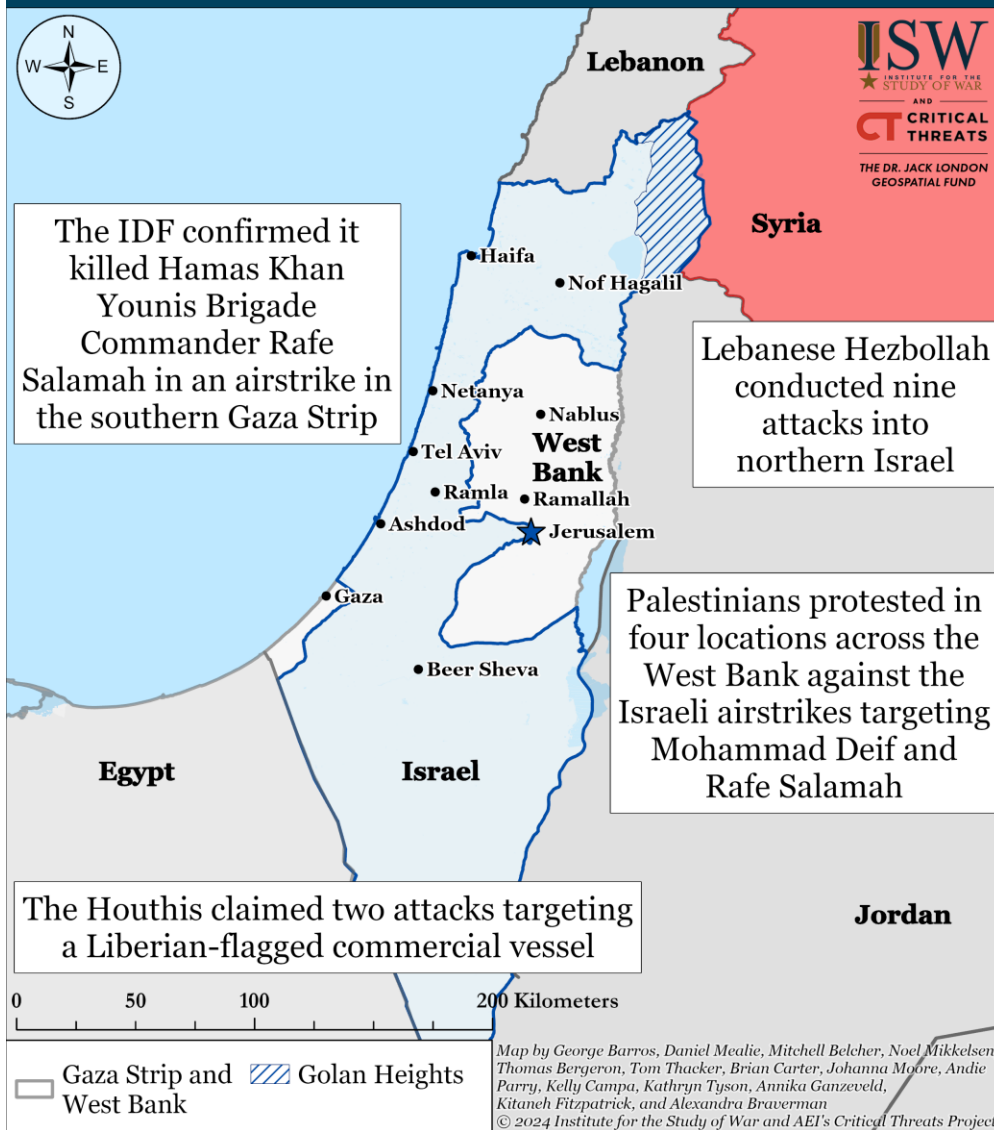 N
W E
S
Lebanon
ISW
INSTITUTE FOR THE
STUDY OF WAR
AND
CT CRITICAL
THREATS
THE DR. JACK LONDON
GEOSPATIAL FUND
Syria
The IDF confirmed it
killed Hamas Khan
Younis Brigade
Commander Rafe
Salamah in an airstrike in
the southern Gaza Strip
Haifa
Nof Hagalil
Lebanese Hezbollah
conducted nine
attacks into
northern Israel
Netanya
Nablus
West
Bank
Tel Aviv
Ramla
Ramallah
Ashdod
Jerusalem
Gaza
Beer Sheva
Palestinians protested in
four locations across the
West Bank against the
Israeli airstrikes targeting
Mohammad Deif and
Rafe Salamah
Egypt
Israel
Jordan
The Houthis claimed two attacks targeting
a Liberian-flagged commercial vessel
0 50 100 200 Kilometers
Gaza Strip and
West Bank
Golan Heights
Map by George Barros, Daniel Mealie, Mitchell Belcher, Noel Mikkelsen,
Thomas Bergeron, Tom Thacker, Brian Carter, Johanna Moore, Andie
Parry, Kelly Campa, Kathryn Tyson, Annika Ganzeveld,
Kitaneh Fitzpatrick, and Alexandra Braverman
© 2024 Institute for the Study of War and AEI's Critical Threats Project